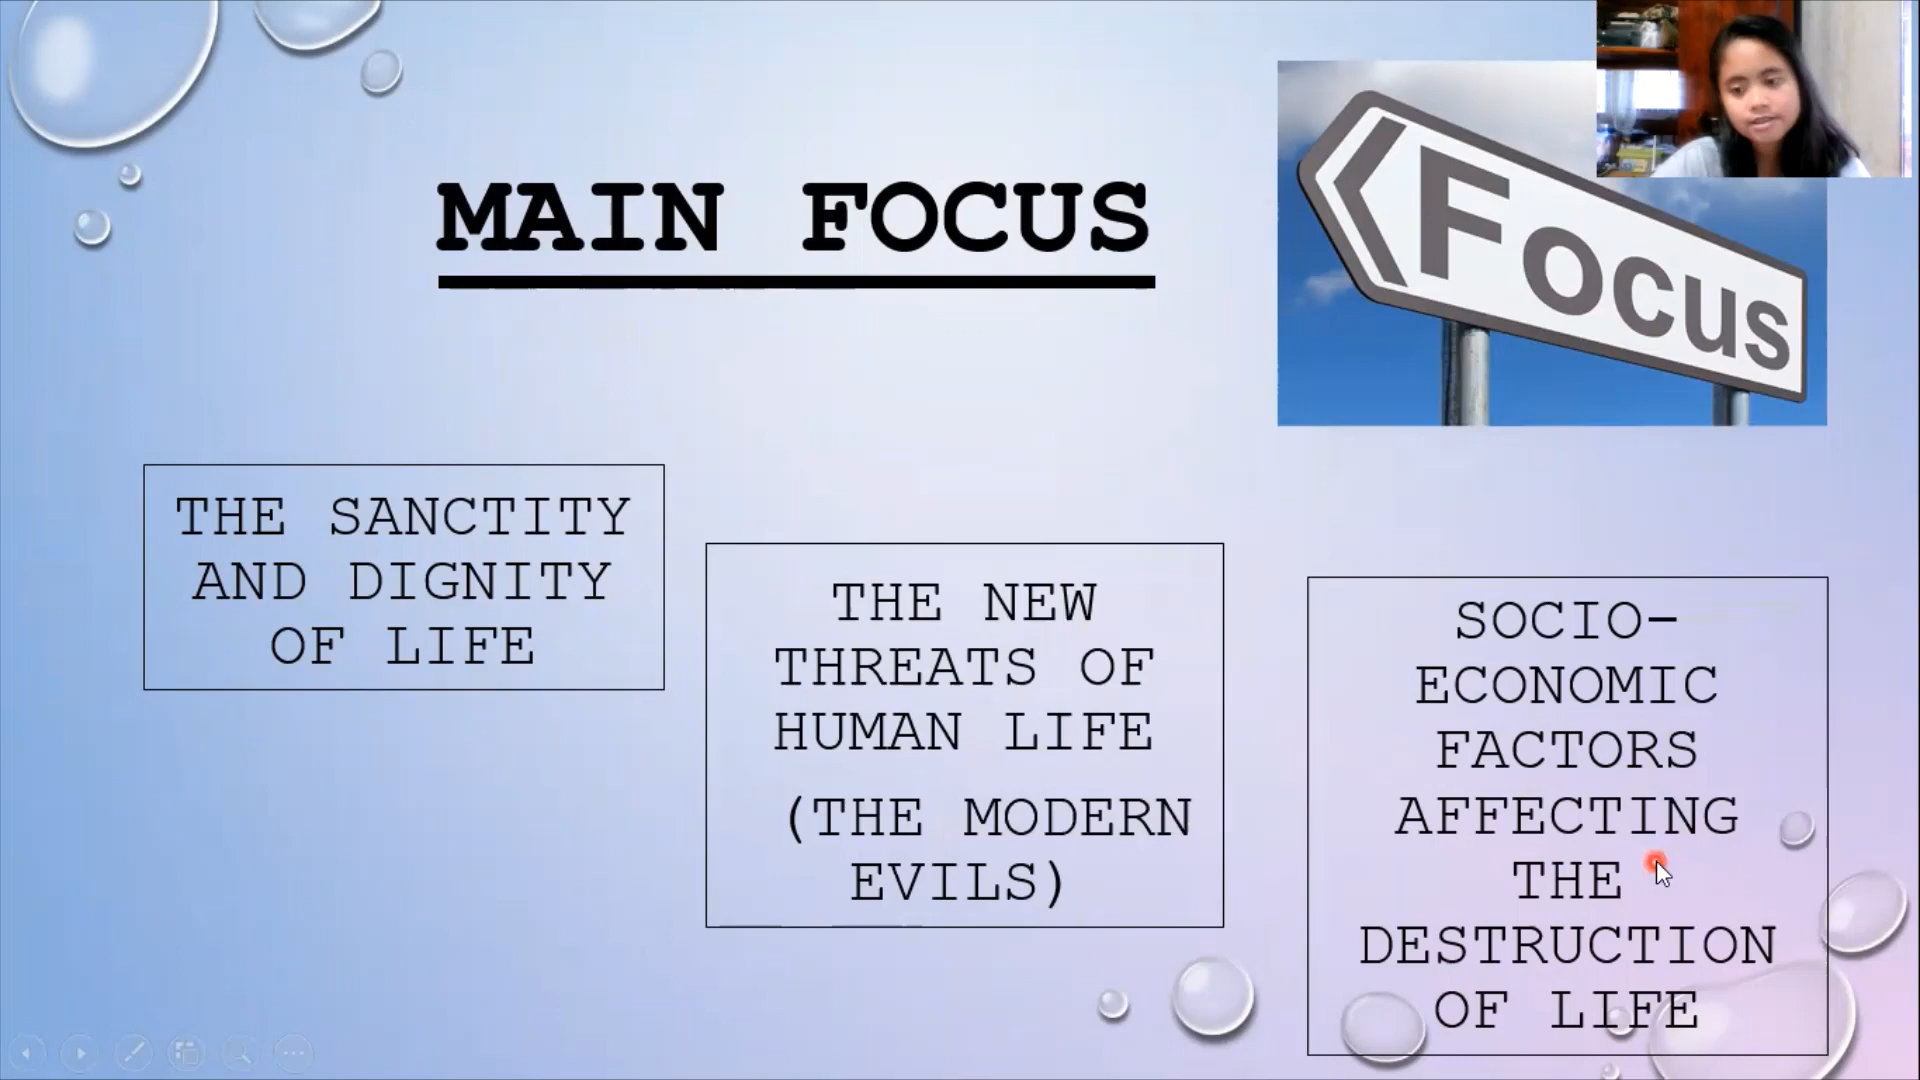 MAIN FOCUS
Focus
THE SANCTITY
AND DIGNITY
OF LIFE
THE NEW
THREATS OF
HUMAN LIFE
(THE MODERN
EVILS)
SOCIO-
ECONOMIC
FACTORS
AFFECTING
THE
DESTRUCTION
OF LIFE